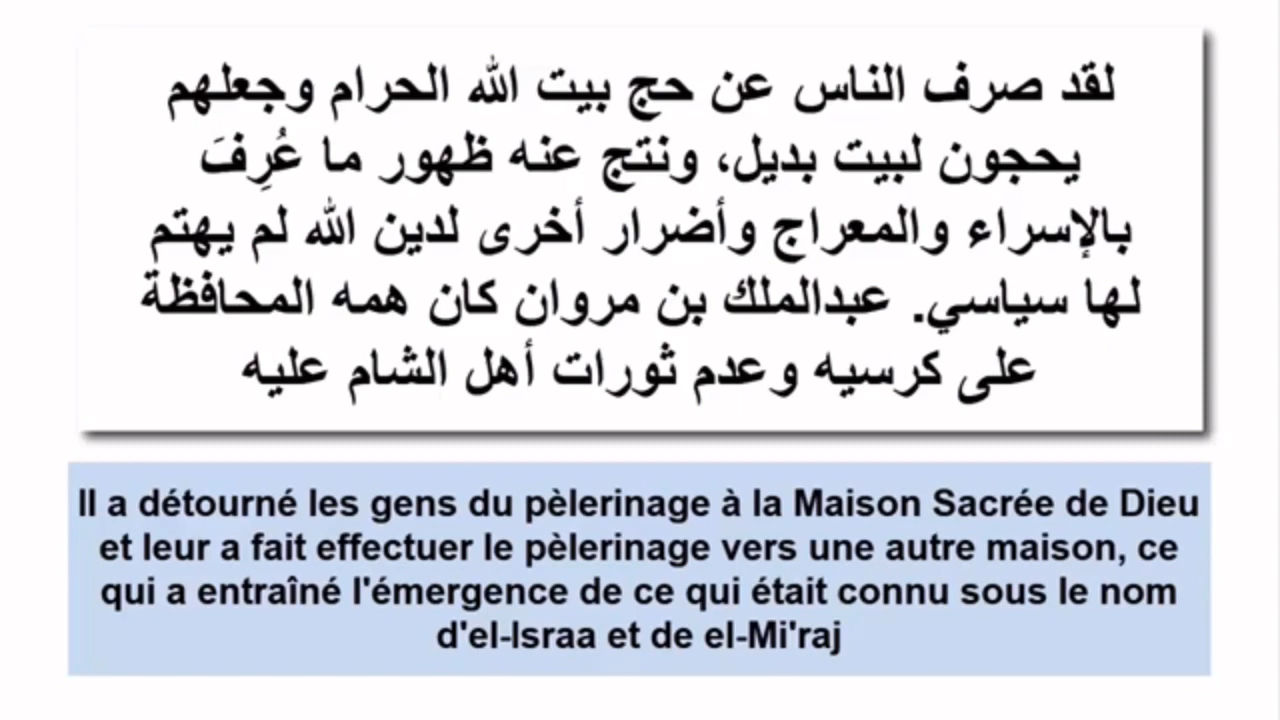 لقد صرف الناس عن حج بيت الله الحرام وجعلهم
يحجون لبيت بديل، ونتج عنه ظهور ما عُرِفَ
بالإسراء والمعراج وأضرار أخرى لدين الله لم يهتم
لها سياسي. عبدالملك بن مروان كان همه المحافظة
على كرسيه وعدم ثورات أهل الشام عليه
Il a détourné les gens du pèlerinage à la Maison Sacrée de Dieu
et leur a fait effectuer le pèlerinage vers une autre maison, ce
qui a entraîné l'émergence de ce qui était connu sous le nom
d'el-Israa et de el-Mi'raj